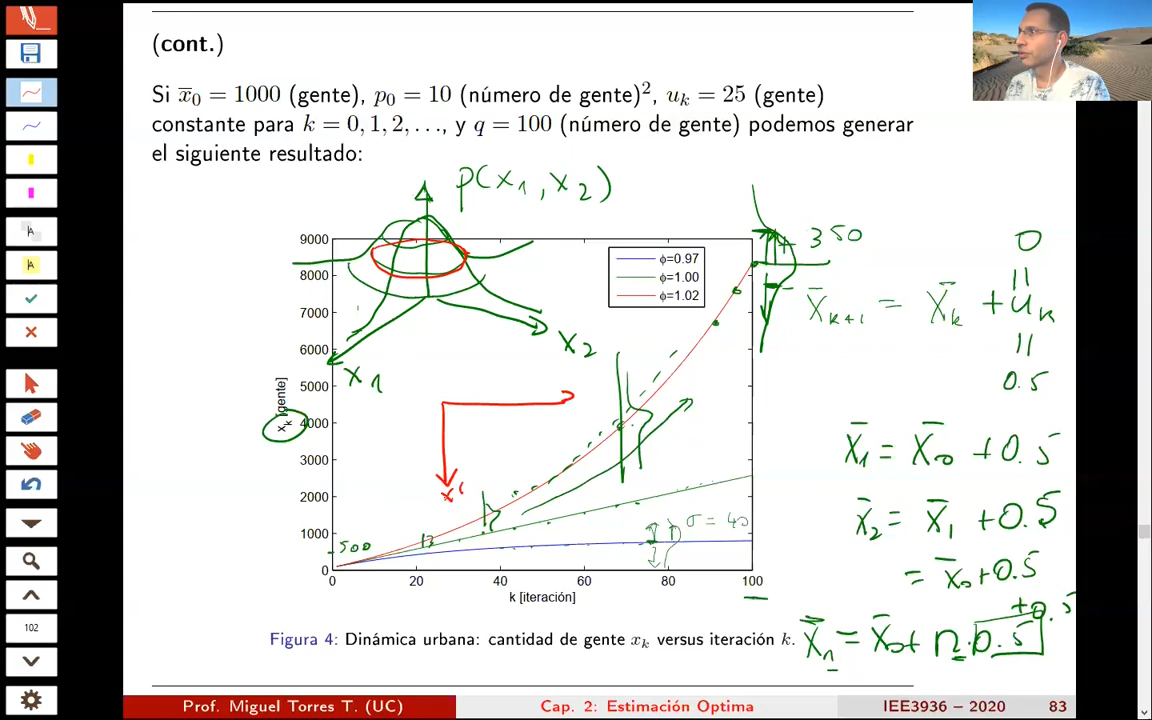 (cont.)
Si x̄₀ = 1000 (gente), p₀ = 10 (número de gente)², uₖ = 25 (gente)
constante para k = 0, 1, 2, . . ., y q = 100 (número de gente) podemos generar
el siguiente resultado:
P(x₁, x₂)
9000
8000
7000
6000
5000
4000
3000
2000
1000
0
xₖ [gente]
ϕ=0.97
ϕ=1.00
ϕ=1.02
x₂
x₁
x'
350
500
13
σ = 40
0
||
x̄ₖ₊₁ = x̄ₖ + uₖ
||
0.5
x̄₁ = x̄₀ + 0.5
x̄₂ = x̄₁ + 0.5
= x̄₀ + 0.5
+0.5
x̄ₙ = x̄₀ + n·0.5
0
20
40
60
80
100
k [iteración]
Figura 4: Dinámica urbana: cantidad de gente xₖ versus iteración k.
102
Prof. Miguel Torres T. (UC)
Cap. 2: Estimación Optima
IEE3936 – 2020
83